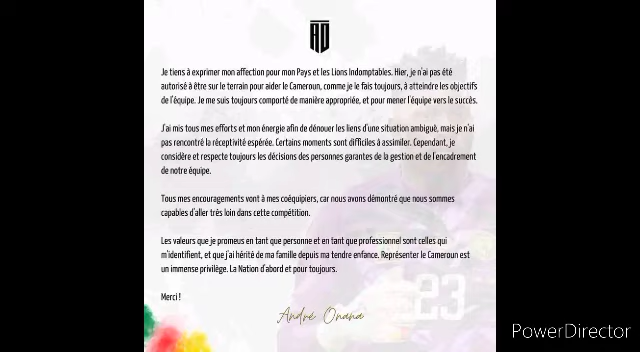 AO
Je tiens à exprimer mon affection pour mon Pays et les Lions Indomptables. Hier, je n'ai pas été
autorisé à être sur le terrain pour aider le Cameroun, comme je le fais toujours, à atteindre les objectifs
de l'équipe. Je me suis toujours comporté de manière appropriée, et pour mener l'équipe vers le succès.
J'ai mis tous mes efforts et mon énergie afin de dénouer les liens d'une situation ambiguë, mais je n'ai
pas rencontré la réceptivité espérée. Certains moments sont difficiles à assimiler. Cependant, je
considère et respecte toujours les décisions des personnes garantes de la gestion et de l'encadrement
de notre équipe.
Tous mes encouragements vont à mes coéquipiers, car nous avons démontré que nous sommes
capables d'aller très loin dans cette compétition.
Les valeurs que je promeus en tant que personne et en tant que professionnel sont celles qui
m'identifient, et que j'ai hérité de ma famille depuis ma tendre enfance. Représenter le Cameroun est
un immense privilège. La Nation d'abord et pour toujours.
Merci !
André Onana
23
PowerDirector